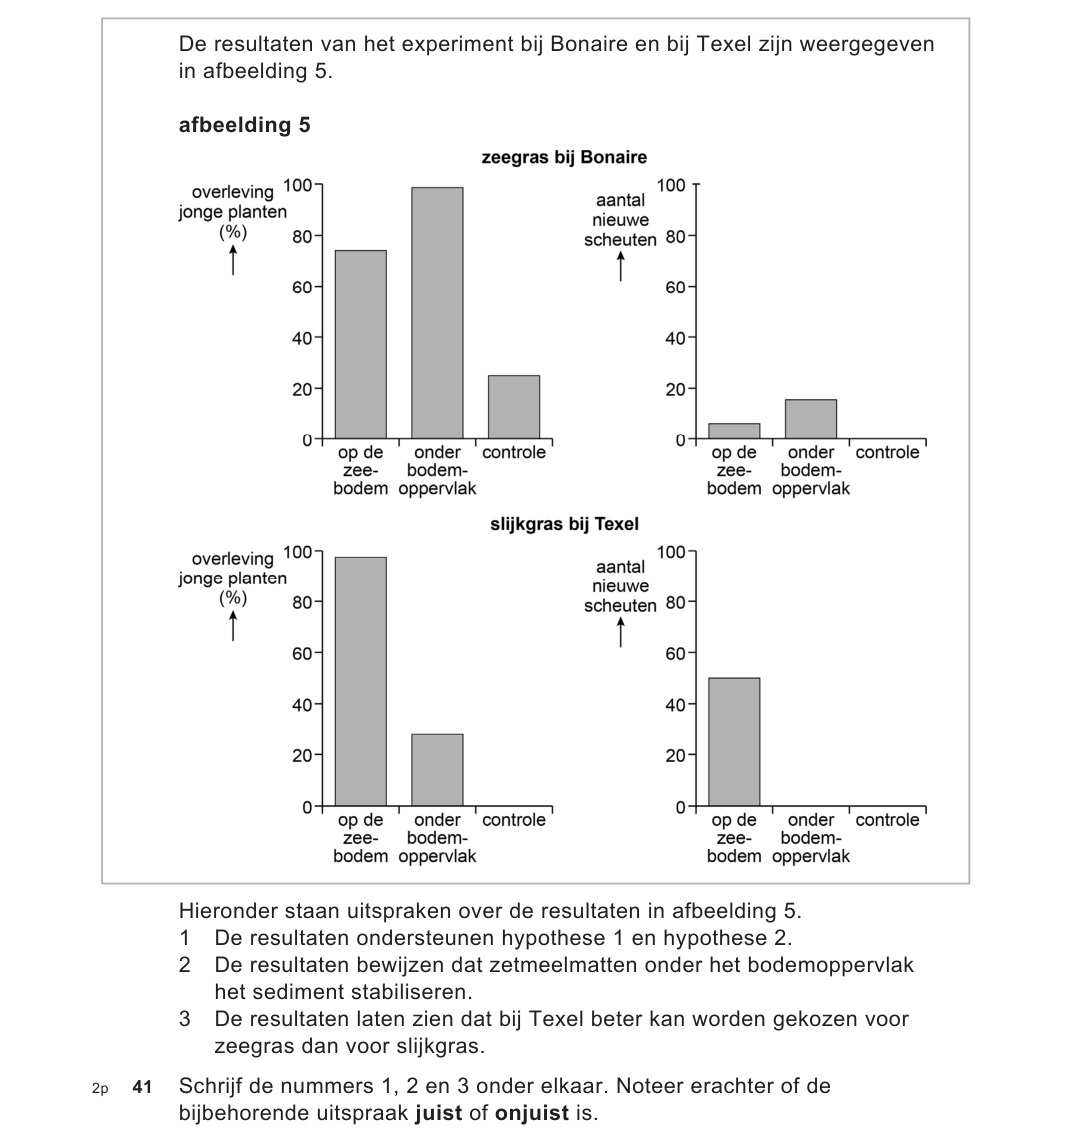 De resultaten van het experiment bij Bonaire en bij Texel zijn weergegeven
in afbeelding 5.
afbeelding 5
zeegras bij Bonaire
overleving
jonge planten
(%)
100
80
60
40
20
0
op de
zee-
bodem
onder
bodem-
oppervlak
controle
aantal
nieuwe
scheuten
100
80
60
40
20
0
op de
zee-
bodem
onder
bodem-
oppervlak
controle
slijkgras bij Texel
overleving
jonge planten
(%)
100
80
60
40
20
0
op de
zee-
bodem
onder
bodem-
oppervlak
controle
aantal
nieuwe
scheuten
100
80
60
40
20
0
op de
zee-
bodem
onder
bodem-
oppervlak
controle
Hieronder staan uitspraken over de resultaten in afbeelding 5.
1 De resultaten ondersteunen hypothese 1 en hypothese 2.
2 De resultaten bewijzen dat zetmeelmatten onder het bodemoppervlak
het sediment stabiliseren.
3 De resultaten laten zien dat bij Texel beter kan worden gekozen voor
zeegras dan voor slijkgras.
2p 41 Schrijf de nummers 1, 2 en 3 onder elkaar. Noteer erachter of de
bijbehorende uitspraak juist of onjuist is.